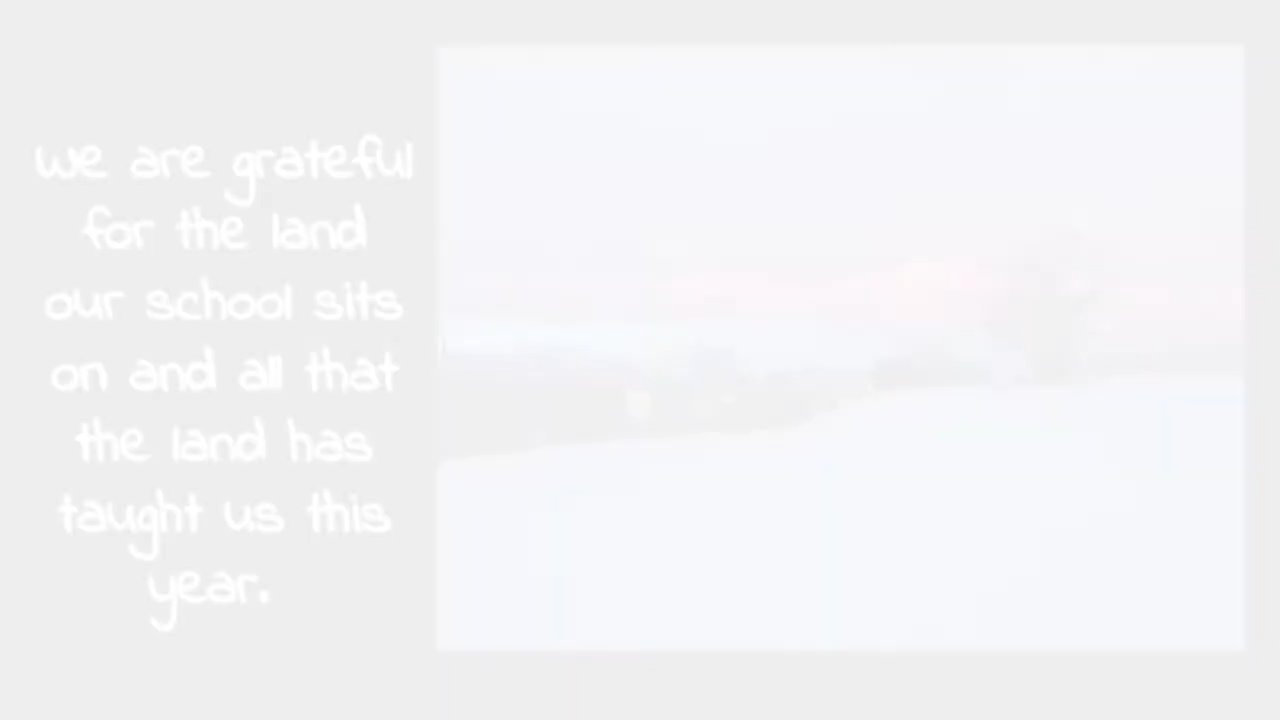 we are grateful
for the land
our school sits
on and all that
the land has
taught us this
year.